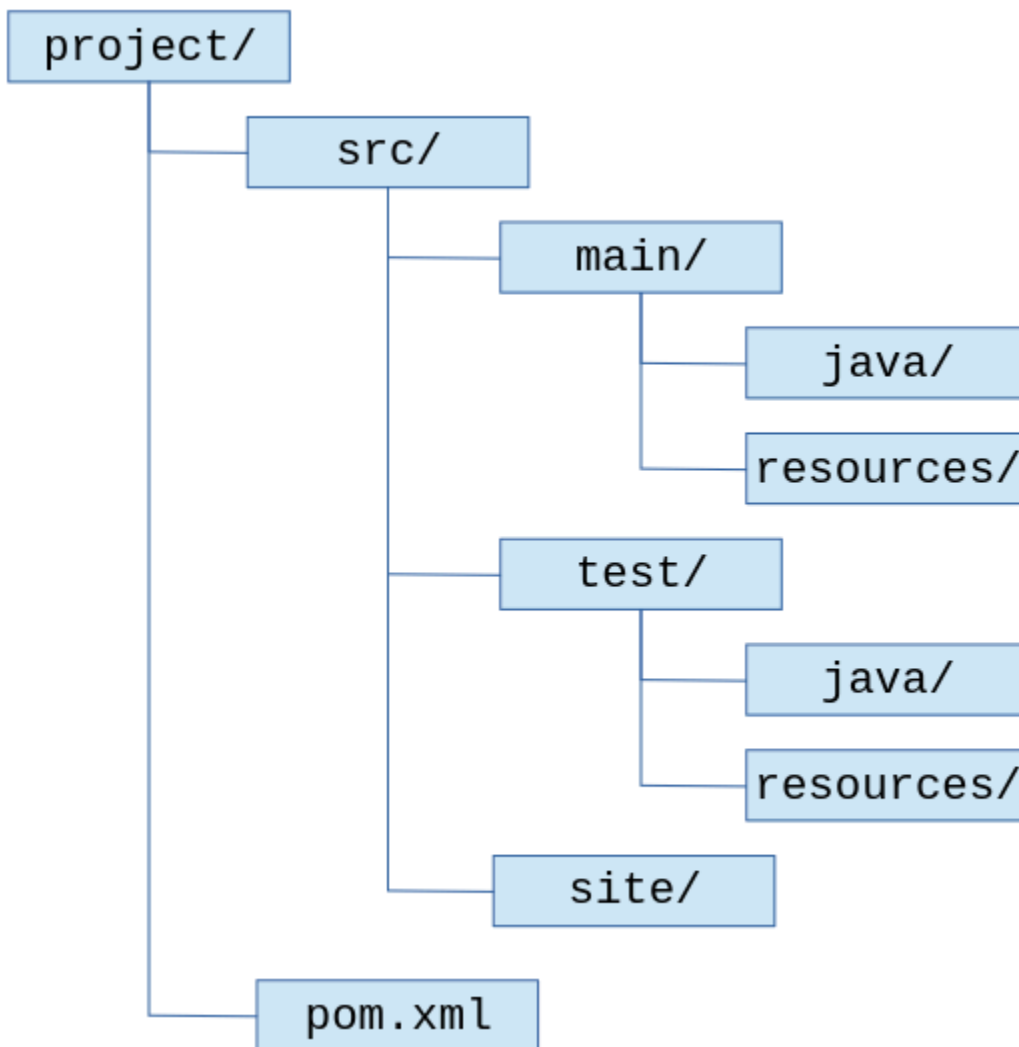 project/
src/
main/
java/
resources/
test/
java/
resources/
site/
pom.xml